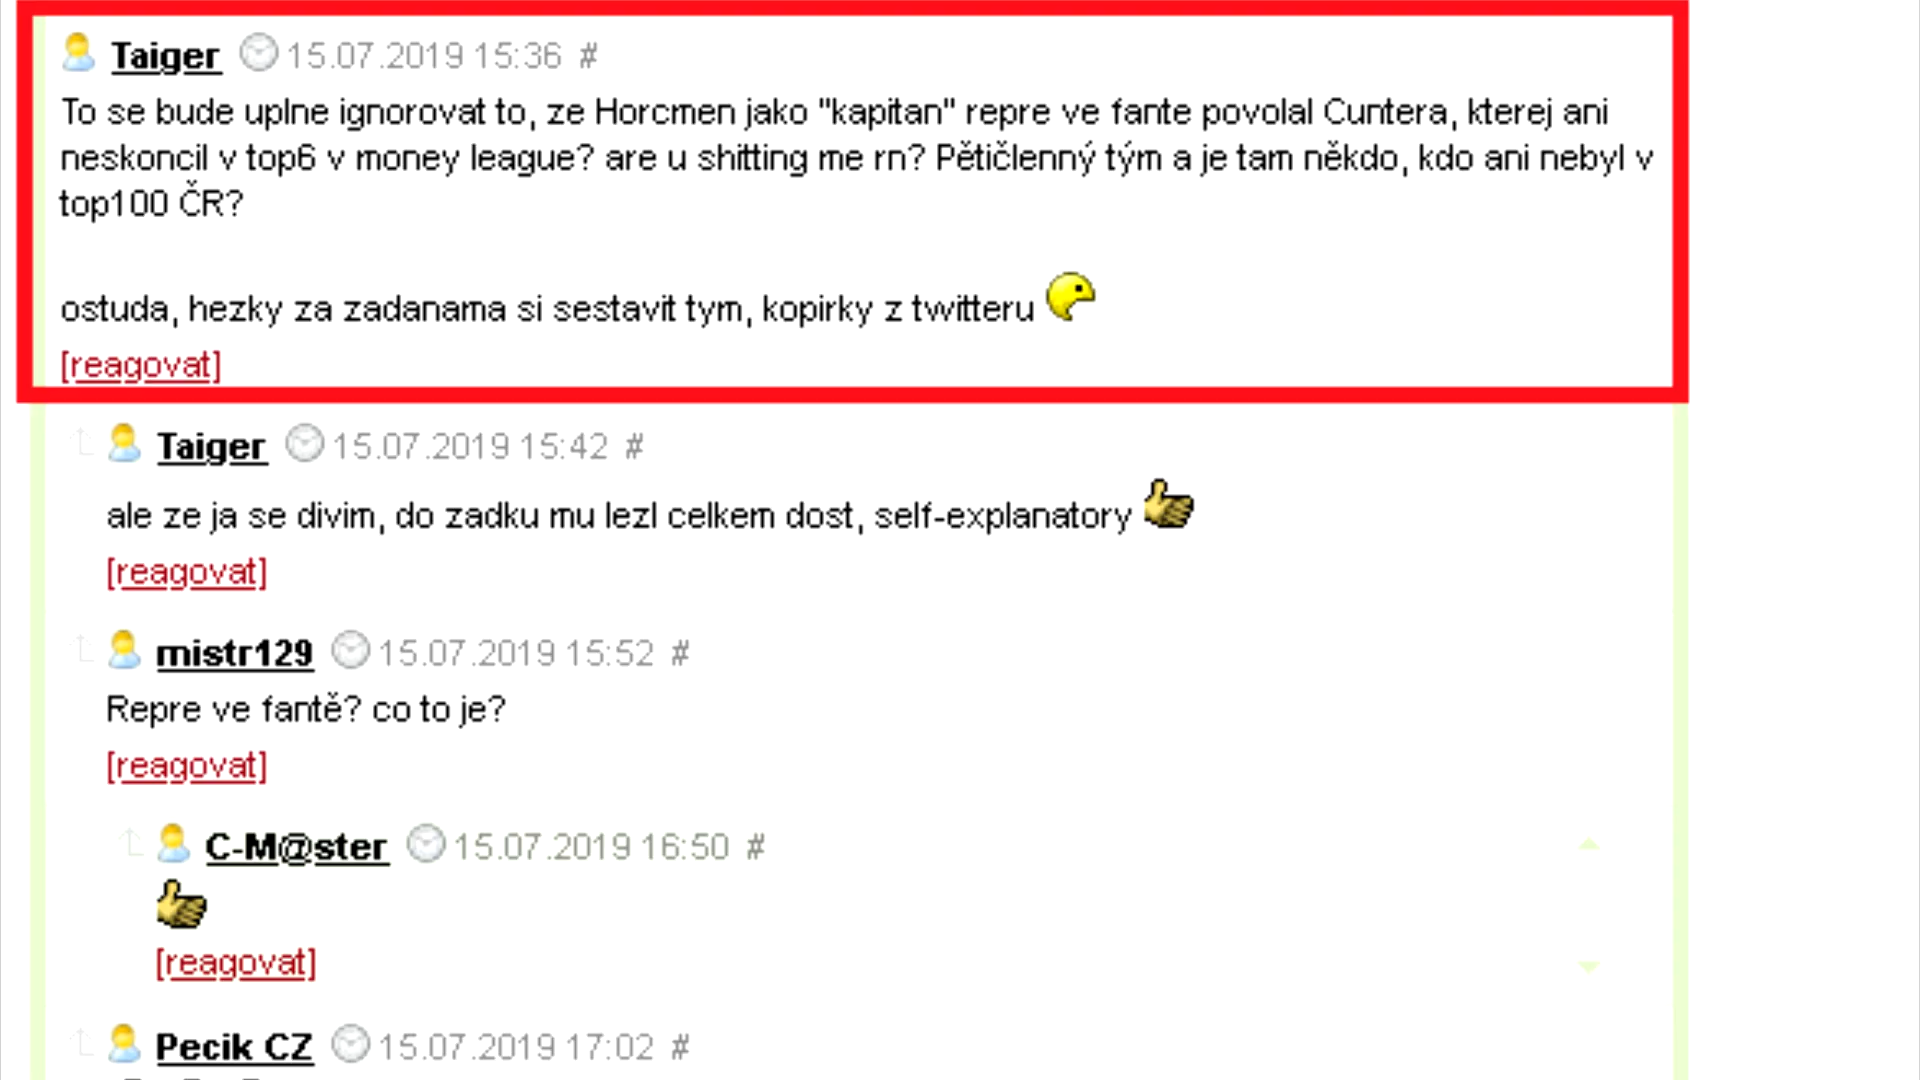 Taiger 15.07.2019 15:36 #
To se bude uplne ignorovat to, ze Horcmen jako "kapitan" repre ve fante povolal Cuntera, kterej ani
neskoncil v top6 v money league? are u shitting me rn? Pětičlenný tým a je tam někdo, kdo ani nebyl v
top100 ČR?
ostuda, hezky za zadanama si sestavit tym, kopirky z twitteru
[reagovat]
Taiger 15.07.2019 15:42 #
ale ze ja se divim, do zadku mu lezl celkem dost, self-explanatory
[reagovat]
mistr129 15.07.2019 15:52 #
Repre ve fantě? co to je?
[reagovat]
C-M@ster 15.07.2019 16:50 #
[reagovat]
Pecik CZ 15.07.2019 17:02 #